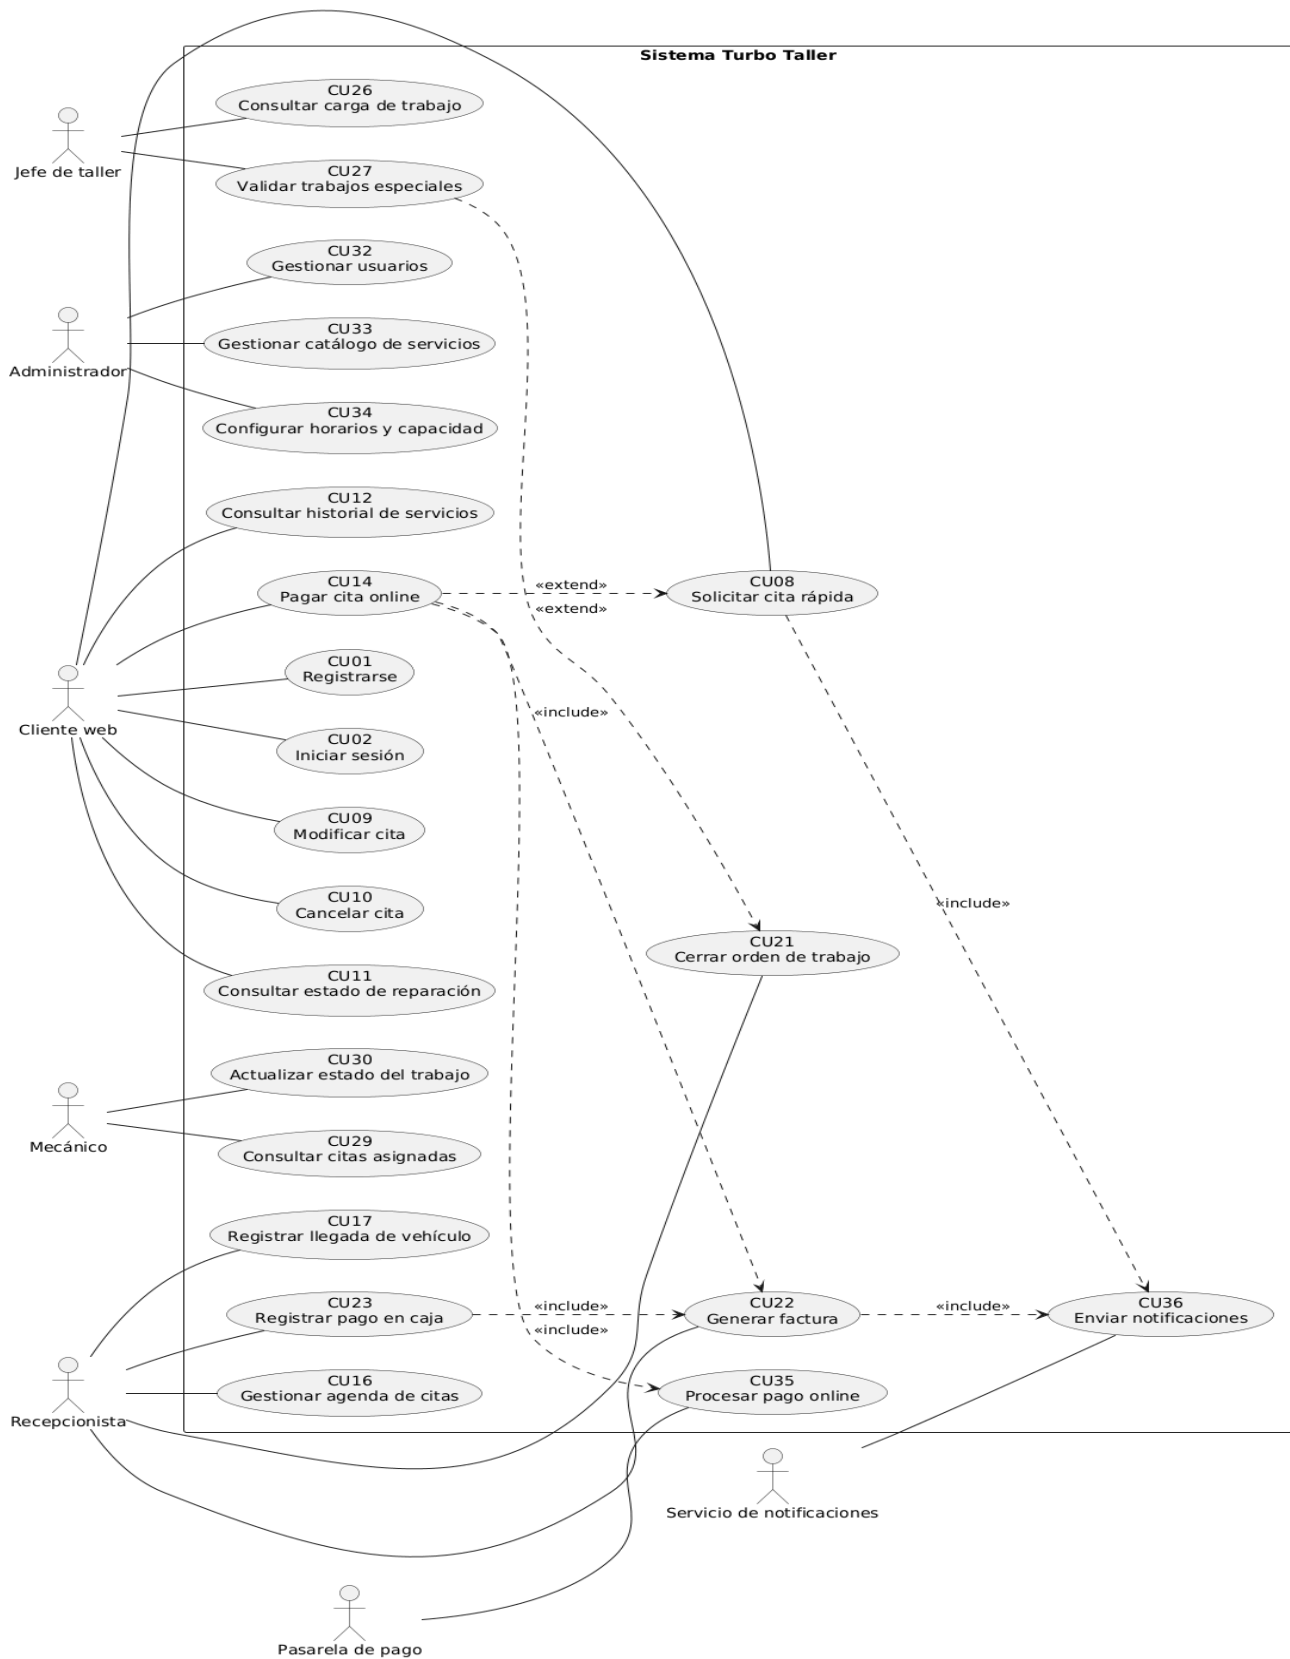 Sistema Turbo Taller
CU26
Consultar carga de trabajo
Jefe de taller
CU27
Validar trabajos especiales
CU32
Gestionar usuarios
CU33
Gestionar catálogo de servicios
Administrador
CU34
Configurar horarios y capacidad
CU12
Consultar historial de servicios
CU14
Pagar cita online
«extend»
«extend»
CU08
Solicitar cita rápida
CU01
Registrarse
Cliente web
«include»
CU02
Iniciar sesión
CU09
Modificar cita
CU10
Cancelar cita
«include»
CU21
Cerrar orden de trabajo
CU11
Consultar estado de reparación
CU30
Actualizar estado del trabajo
Mecánico
CU29
Consultar citas asignadas
CU17
Registrar llegada de vehículo
CU23
Registrar pago en caja
«include»
«include»
CU22
Generar factura
«include»
CU36
Enviar notificaciones
CU16
Gestionar agenda de citas
CU35
Procesar pago online
Recepcionista
Servicio de notificaciones
Pasarela de pago